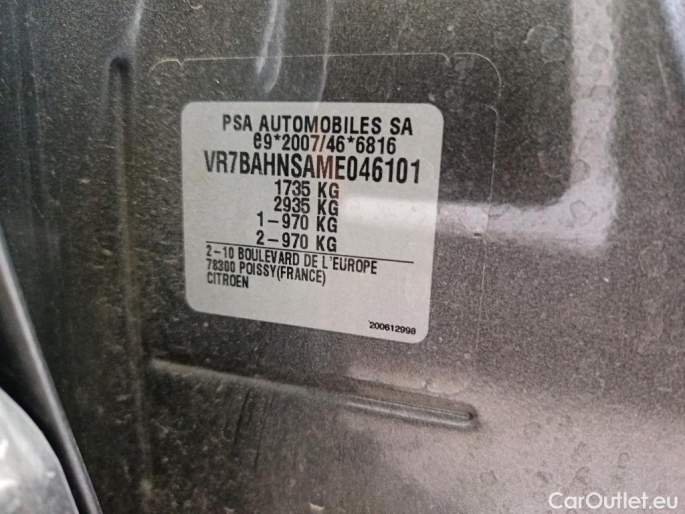 PSA AUTOMOBILES SA
e9*2007/46*6816
VR7BAHNSAME046101
1735 KG
2935 KG
1-970 KG
2-970 KG
2-10 BOULEVARD DE L'EUROPE
78300 POISSY(FRANCE)
CITROEN
200612998
CarOutlet.eu